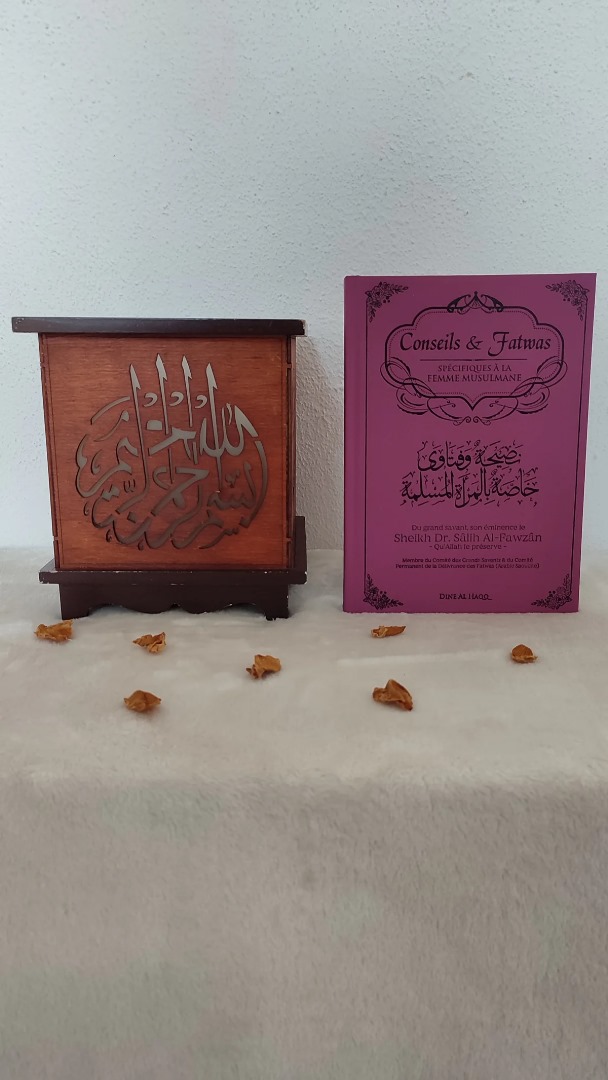 بسم الله الرحمن الرحيم
Conseils & Fatwas
SPÉCIFIQUES À LA
FEMME MUSULMANE
نصيحة وفتاوى
خاصة بالمرأة المسلمة
Du grand savant, son éminence le
Sheikh Dr. Sâlih Al-Fawzân
- Qu'Allah le préserve -
Membre du Comité des Grands Savants & du Comité
Permanent de la Délivrance des Fatwas (Arabie Saoudite)
DINE AL HAQQ